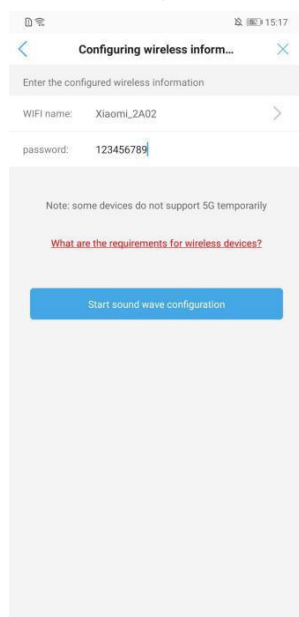 15:17
Configuring wireless inform...
Enter the configured wireless information
WIFI name: Xiaomi_2A02
password: 123456789
Note: some devices do not support 5G temporarily
What are the requirements for wireless devices?
Start sound wave configuration